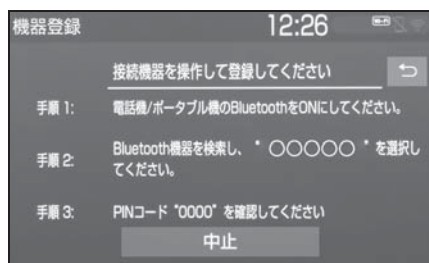 機器登録 12:26
接続機器を操作して登録してください
手順 1: 電話機/ポータブル機のBluetoothをONにしてください。
手順 2: Bluetooth機器を検索し、"○○○○○"を選択し
てください。
手順 3: PINコード"0000"を確認してください
中止